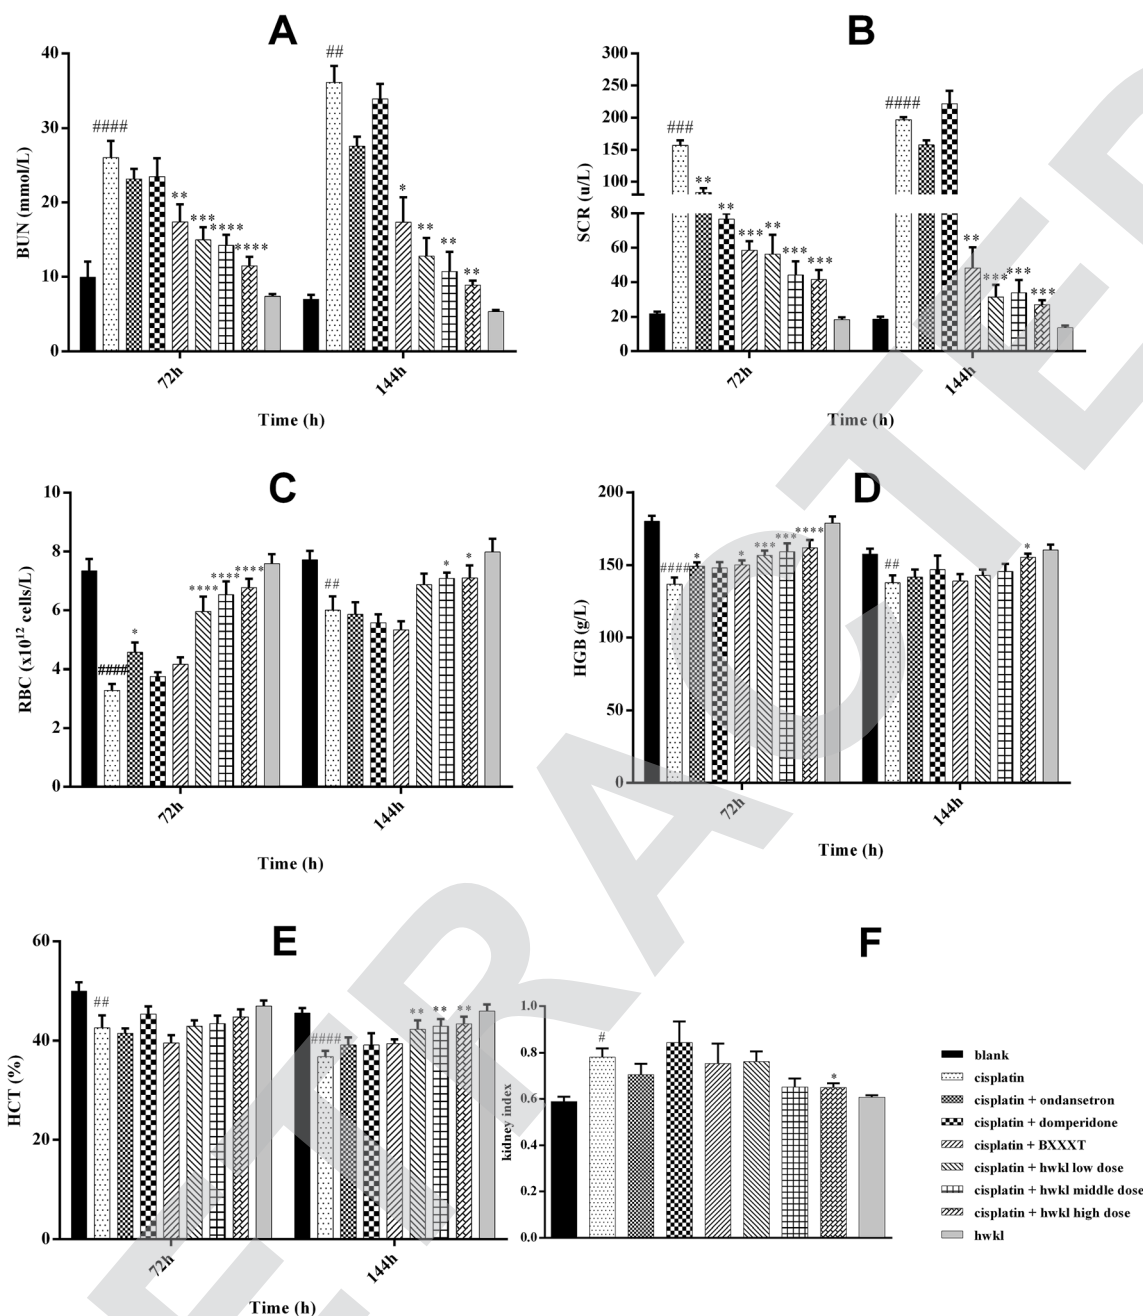 A
BUN (mmol/L)
40
30
20
10
0
####
**
***
****
****
##
*
**
**
**
72h
144h
Time (h)
B
SCR (u/L)
300
250
200
150
100
80
60
40
20
0
###
**
**
***
**
***
***
####
**
***
***
***
72h
144h
Time (h)
C
RBC (x10¹² cells/L)
10
8
6
4
2
0
####
*
****
****
****
##
*
*
72h
144h
Time (h)
D
HGB (g/L)
200
150
100
50
0
####
*
*
***
***
****
##
*
72h
144h
Time (h)
E
HCT (%)
60
40
20
0
##
####
**
**
**
72h
144h
Time (h)
F
kidney index
1.0
0.8
0.6
0.4
0.2
0.0
#
*
blank
cisplatin
cisplatin + ondansetron
cisplatin + domperidone
cisplatin + BXXXT
cisplatin + hwkl low dose
cisplatin + hwkl middle dose
cisplatin + hwkl high dose
hwkl